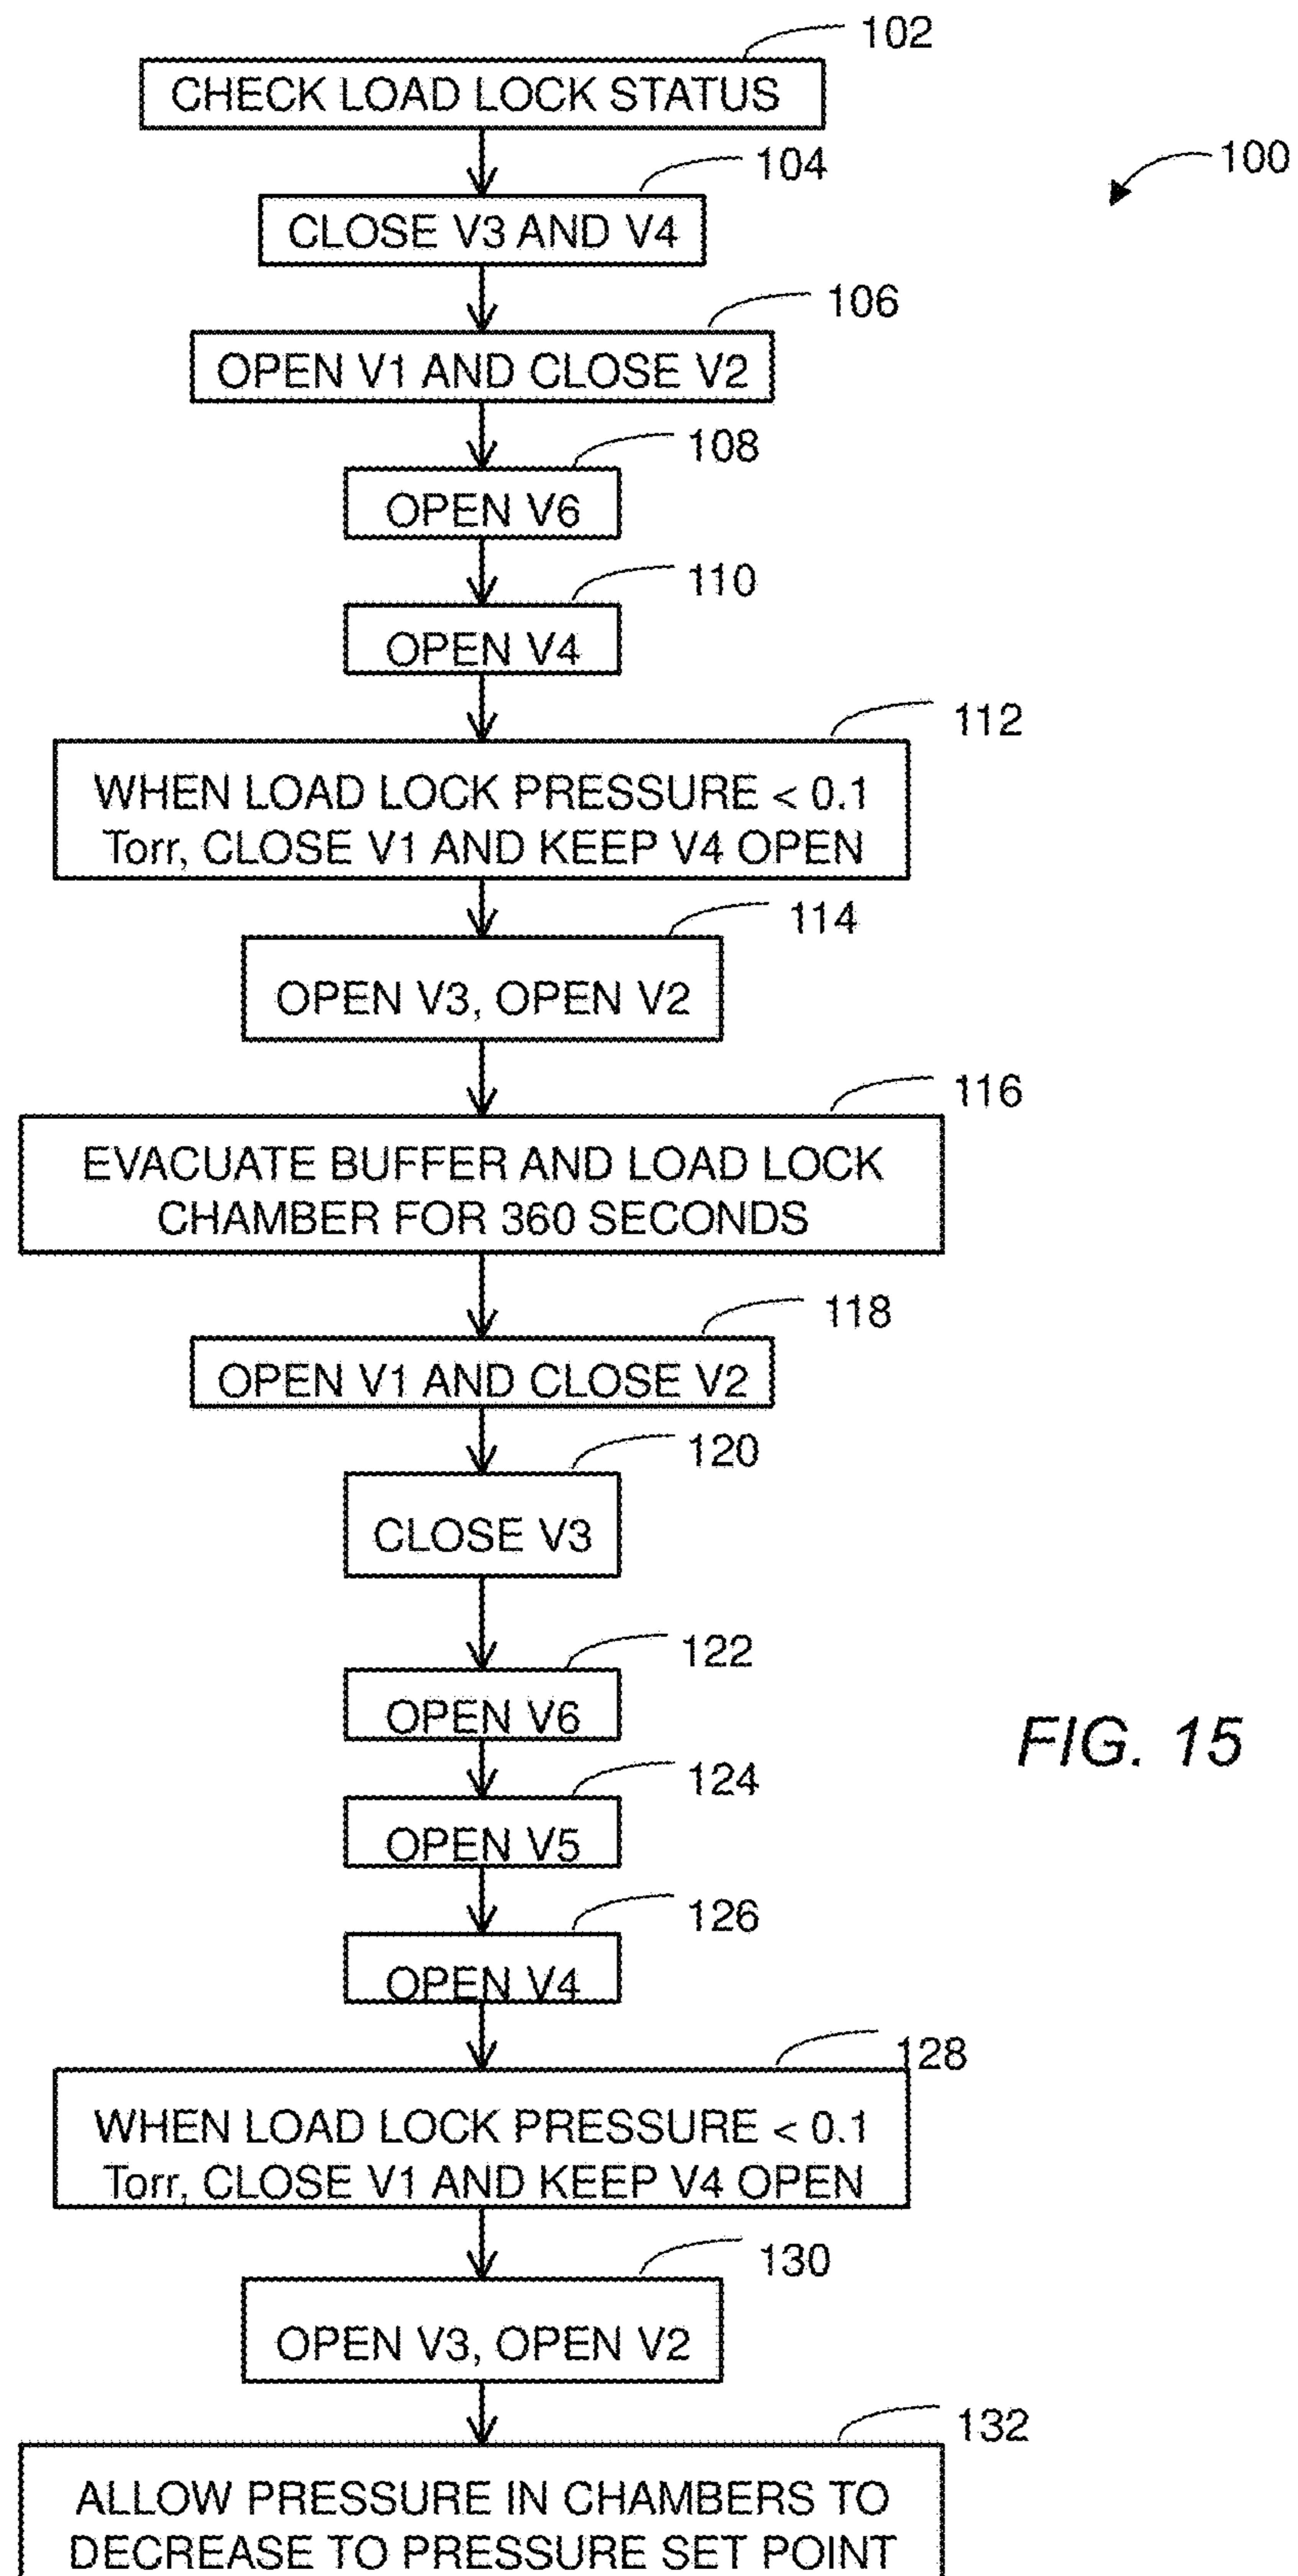 102
CHECK LOAD LOCK STATUS
100
104
CLOSE V3 AND V4
106
OPEN V1 AND CLOSE V2
108
OPEN V6
110
OPEN V4
112
WHEN LOAD LOCK PRESSURE < 0.1
Torr, CLOSE V1 AND KEEP V4 OPEN
114
OPEN V3, OPEN V2
116
EVACUATE BUFFER AND LOAD LOCK
CHAMBER FOR 360 SECONDS
118
OPEN V1 AND CLOSE V2
120
CLOSE V3
122
OPEN V6
FIG. 15
124
OPEN V5
126
OPEN V4
128
WHEN LOAD LOCK PRESSURE < 0.1
Torr, CLOSE V1 AND KEEP V4 OPEN
130
OPEN V3, OPEN V2
132
ALLOW PRESSURE IN CHAMBERS TO
DECREASE TO PRESSURE SET POINT